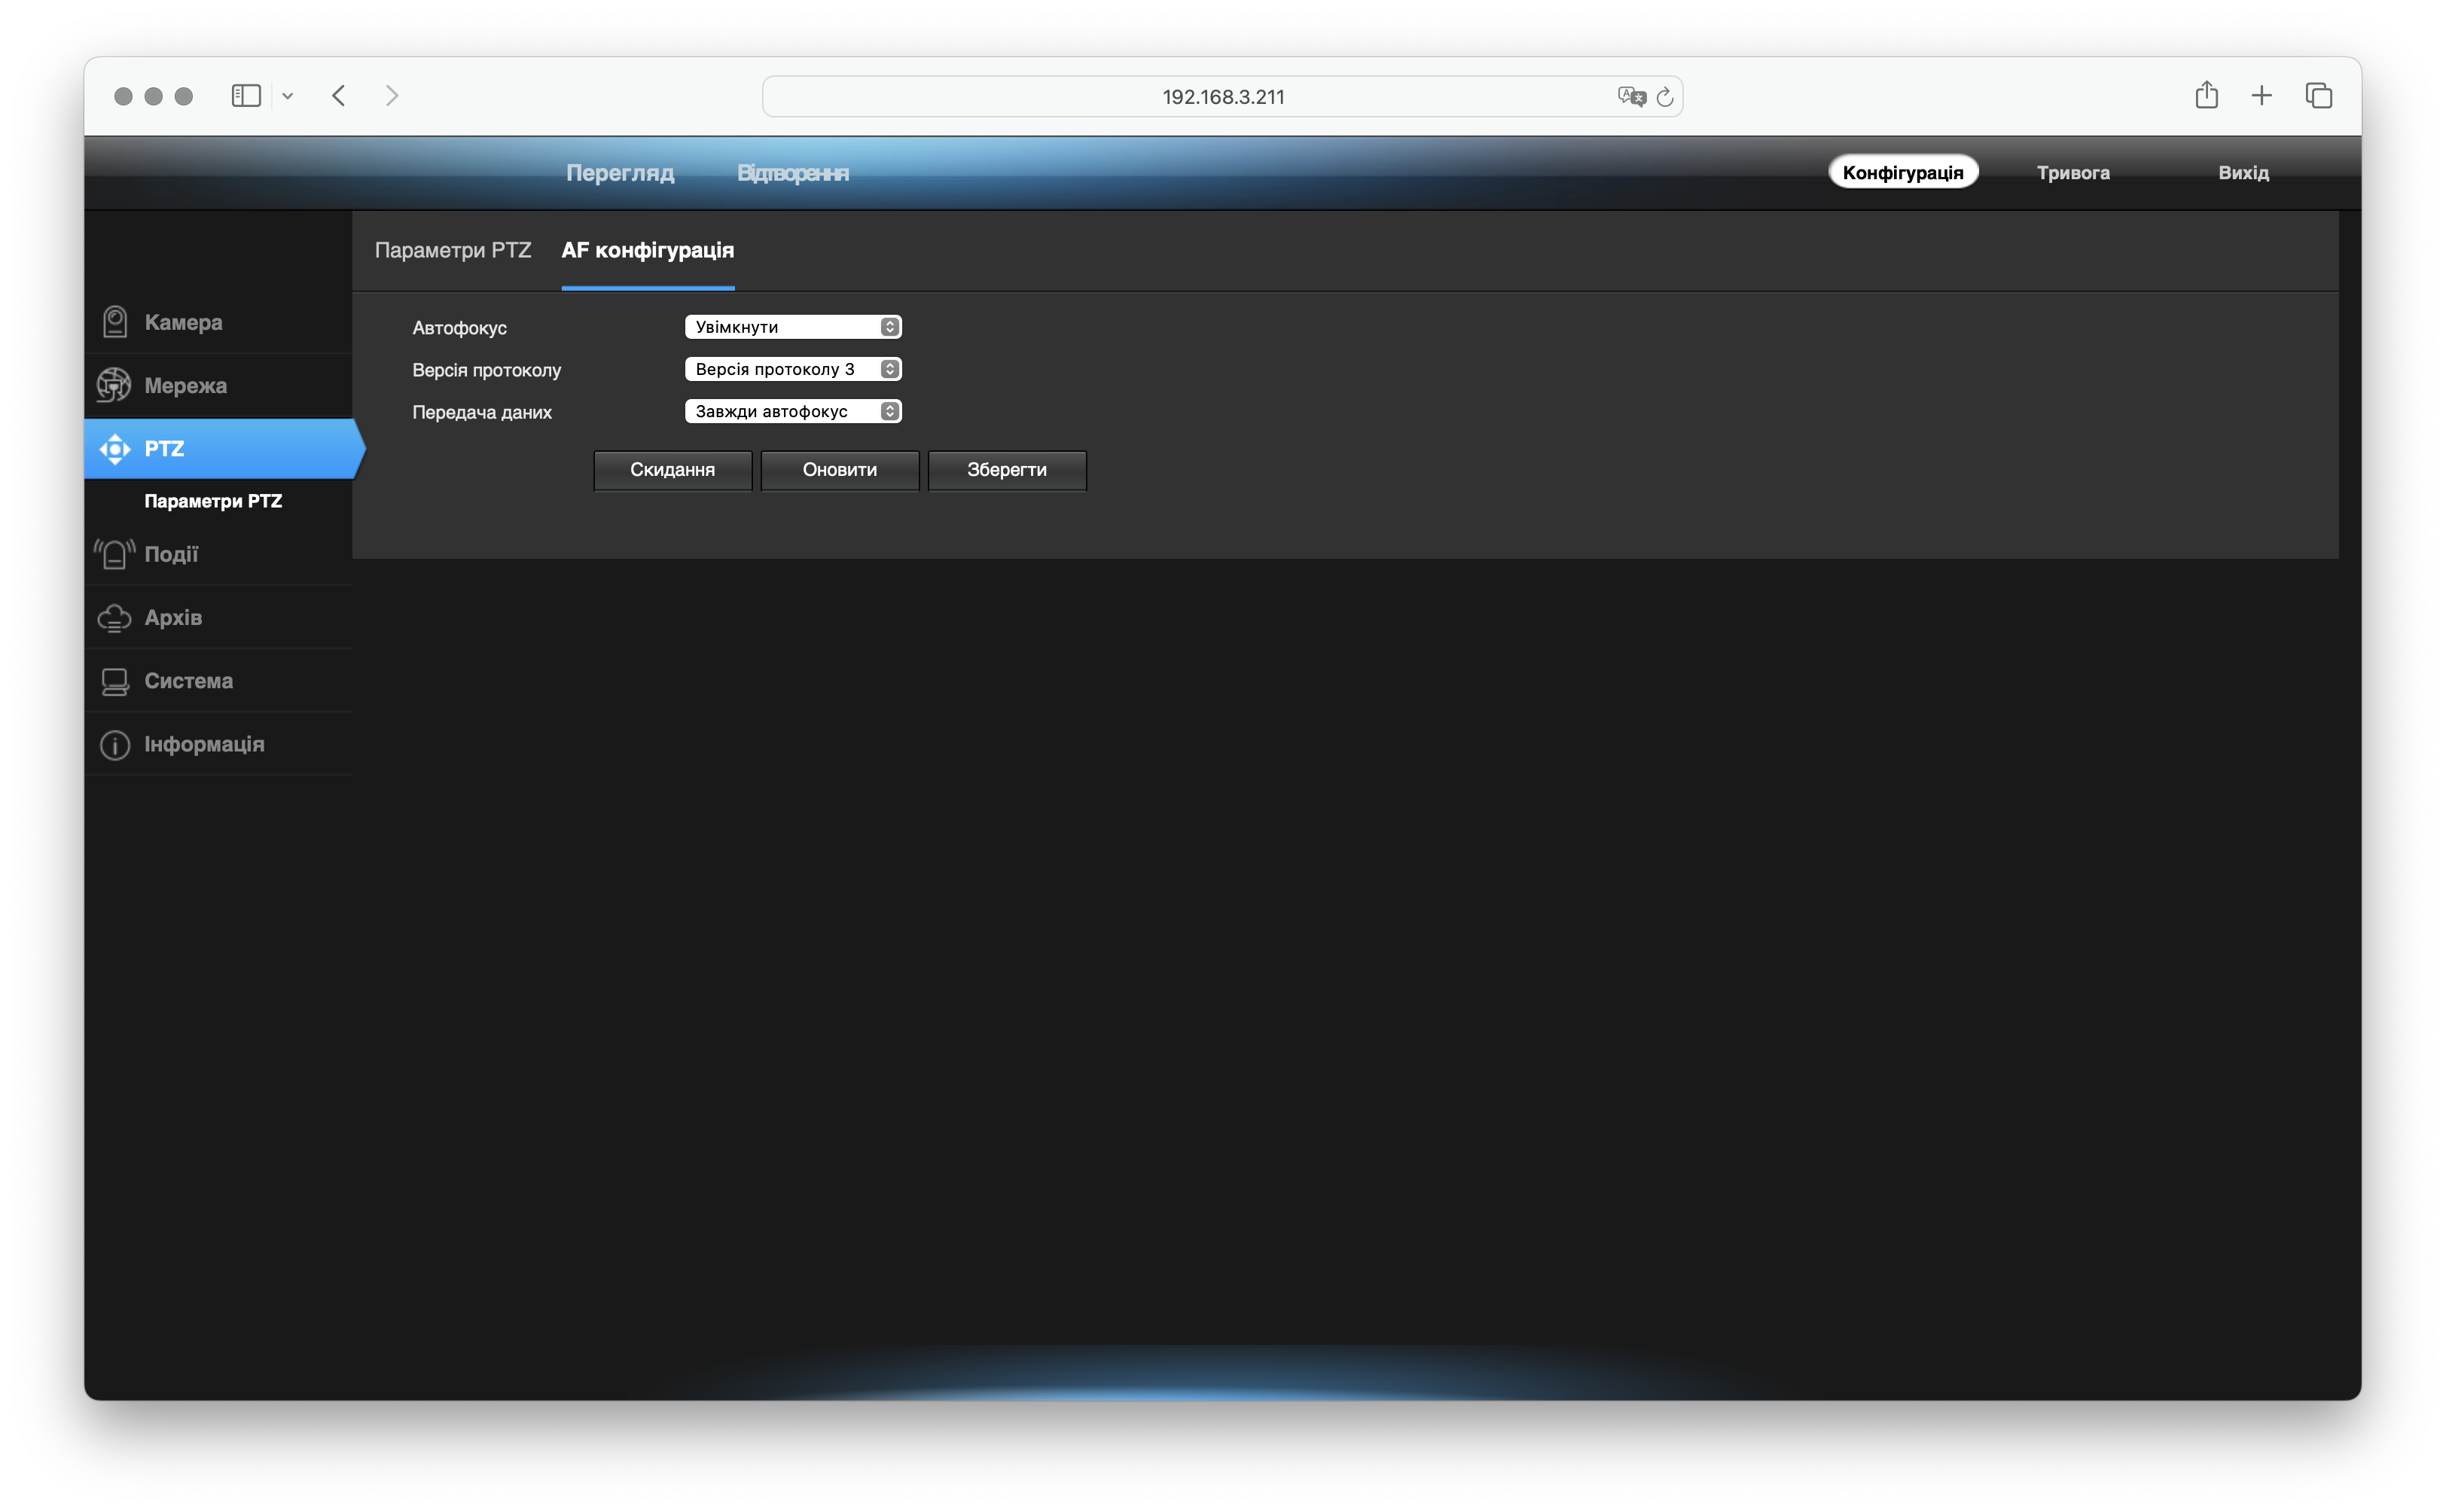 192.168.3.211
Перегляд
Відтворення
Конфігурація
Тривога
Вихід
Параметри PTZ
AF конфігурація
Камера
Мережа
PTZ
Параметри PTZ
Події
Архів
Система
Інформація
Автофокус
Увімкнути
Версія протоколу
Версія протоколу 3
Передача даних
Завжди автофокус
Скидання
Оновити
Зберегти